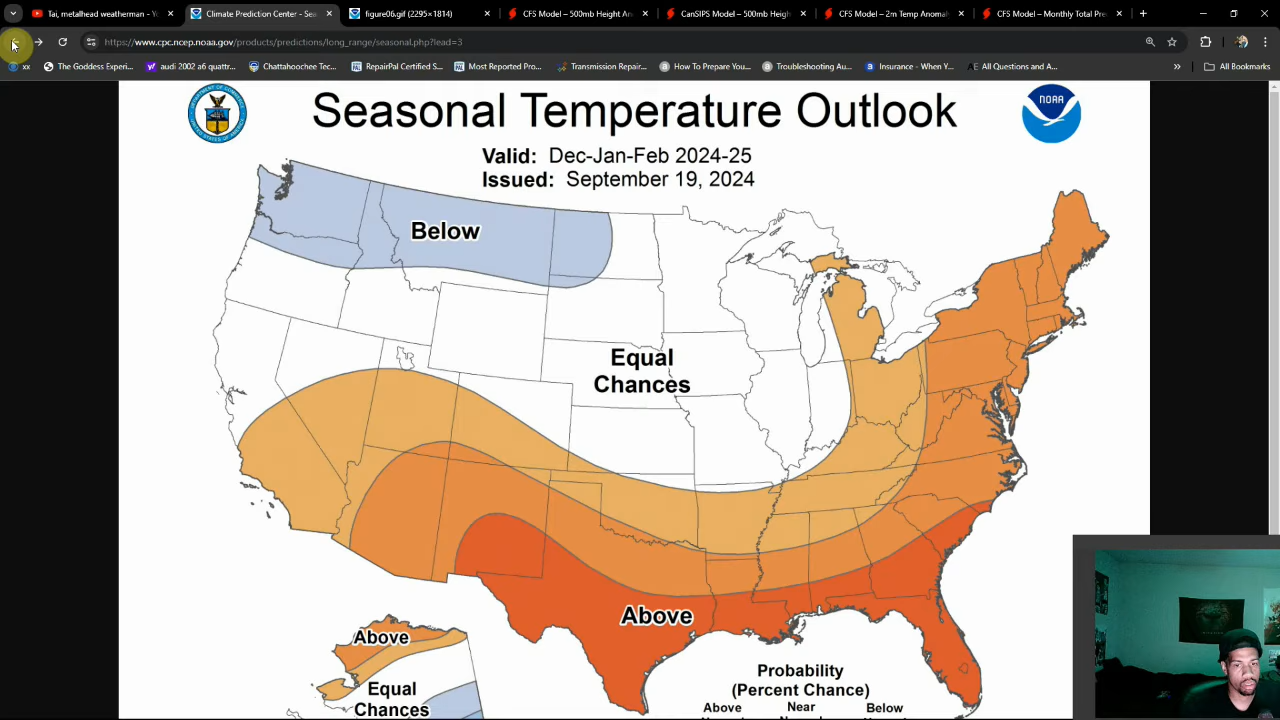 Tai, metalhead weatherman - Y
Climate Prediction Center - Sea
figure06.gif (2295×1814)
CFS Model – 500mb Height An
CanSIPS Model – 500mb Heigh
CFS Model – 2m Temp Anomal
CFS Model – Monthly Total Pre
https://www.cpc.ncep.noaa.gov/products/predictions/long_range/seasonal.php?lead=3
xx
The Goddess Experi...
audi 2002 a6 quattr...
Chattahoochee Tec...
RepairPal Certified S...
Most Reported Pro...
Transmission Repair...
How To Prepare You...
Troubleshooting Au...
Insurance - When Y...
All Questions and A...
All Bookmarks
Seasonal Temperature Outlook
NOAA
Valid: Dec-Jan-Feb 2024-25
Issued: September 19, 2024
Below
Equal
Chances
Above
Above
Equal
Chances
Probability
(Percent Chance)
Above Near Below